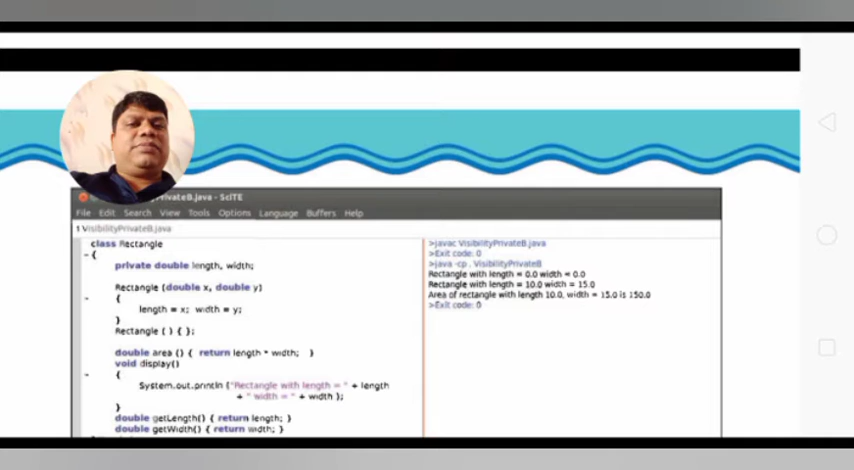 PrivateB.java - SciTE
File Edit Search View Tools Options Language Buffers Help
1 VisibilityPrivateB.java
class Rectangle
{
private double length, width;
Rectangle (double x, double y)
{
length = x; width = y;
}
Rectangle ( ) { };
double area () { return length * width; }
void display()
{
System.out.println ("Rectangle with length = " + length
+ " width = " + width );
}
double getLength() { return length; }
double getWidth() { return width; }
>javac VisibilityPrivateB.java
>Exit code: 0
>java -cp . VisibilityPrivateB
Rectangle with length = 0.0 width = 0.0
Rectangle with length = 10.0 width = 15.0
Area of rectangle with length 10.0, width = 15.0 is 150.0
>Exit code: 0